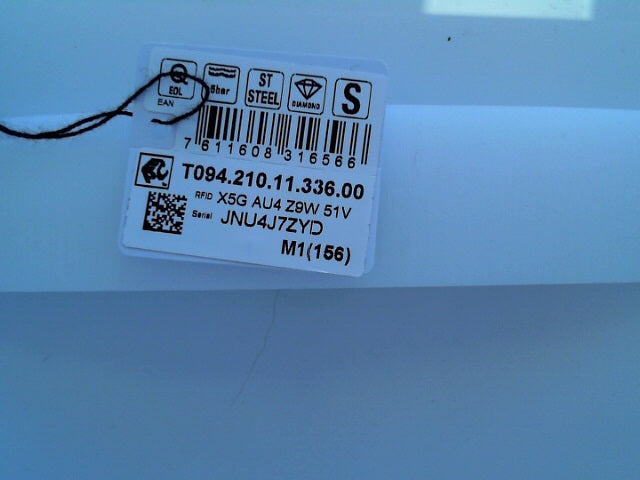 Q
EOL
5bar
ST
STEEL
DIAMOND
S
EAN
7 611608 316566
T094.210.11.336.00
RFID X5G AU4 Z9W 51V
Serial JNU4J7ZYD
M1(156)